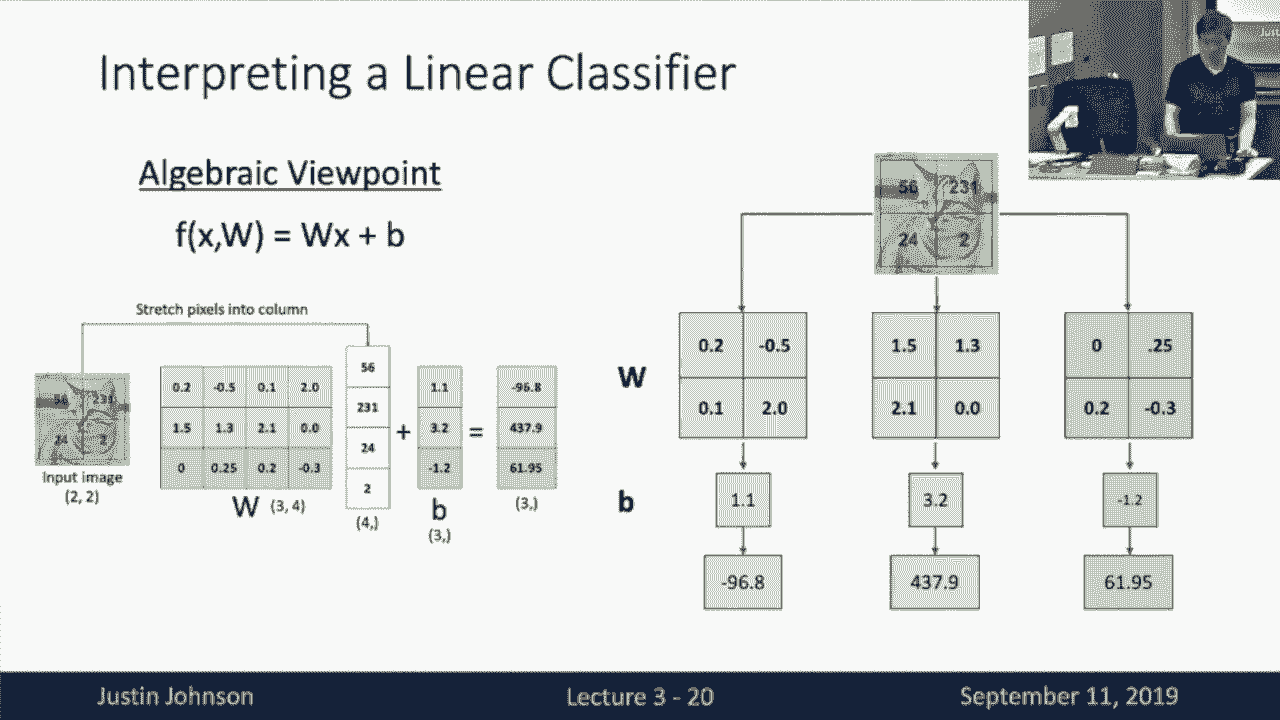 Interpreting a Linear Classifier
Just
Algebraic Viewpoint
f(x,W) = Wx + b
Stretch pixels into column
56 231
24 2
Input image
(2, 2)
0.2 -0.5 0.1 2.0
1.5 1.3 2.1 0.0
0 0.25 0.2 -0.3
W (3, 4)
56
231
24
2
(4,)
+
1.1
3.2
-1.2
b
(3,)
=
-96.8
437.9
61.95
(3,)
56 231
24 2
W
0.2 -0.5
0.1 2.0
1.5 1.3
2.1 0.0
0 .25
0.2 -0.3
b
1.1 3.2 -1.2
-96.8 437.9 61.95
Justin Johnson Lecture 3 - 20 September 11, 2019